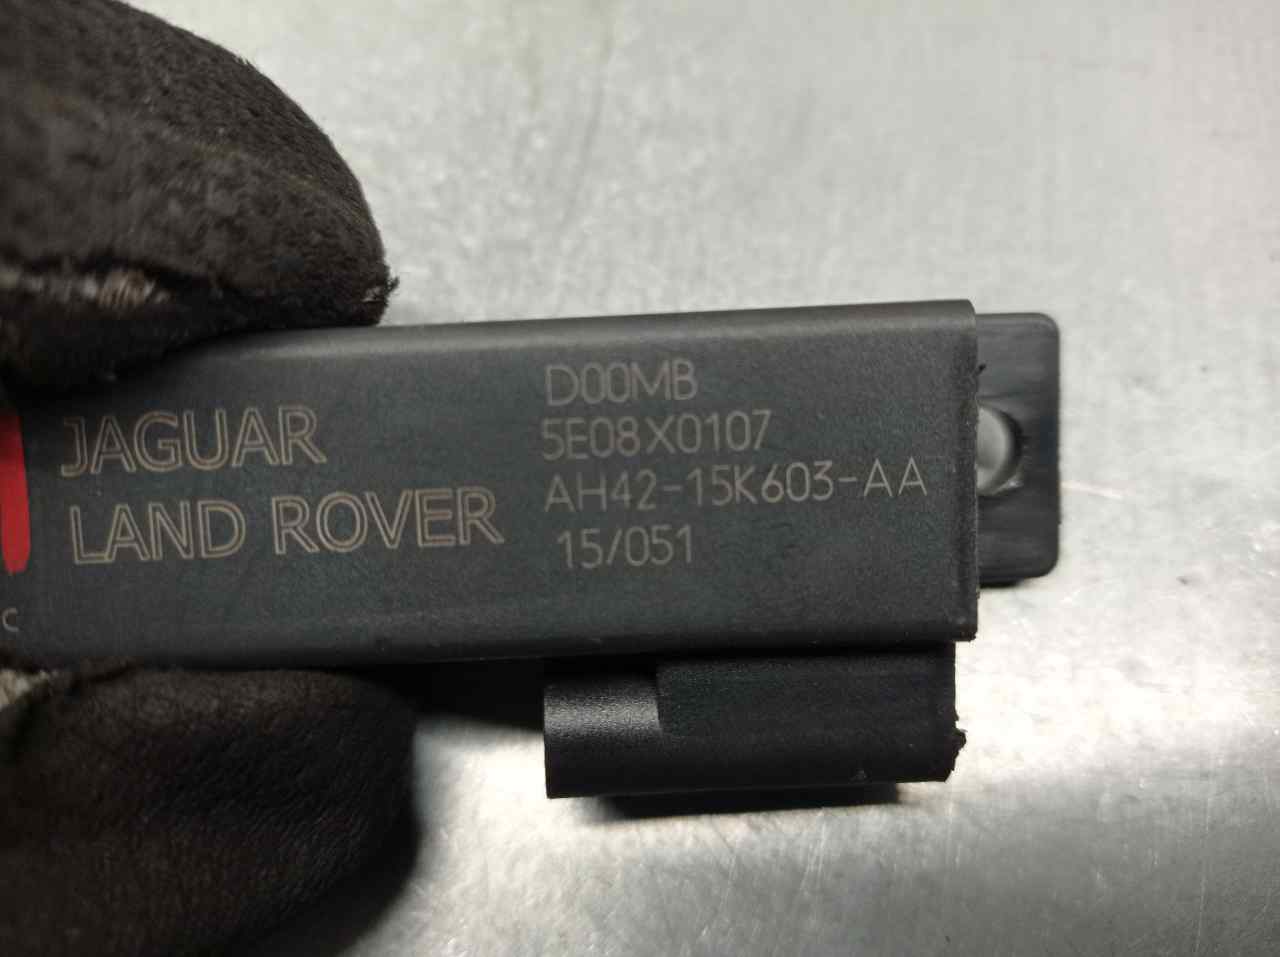 JAGUAR
LAND ROVER
D00MB
5E08X0107
AH42-15K603-AA
15/051
C